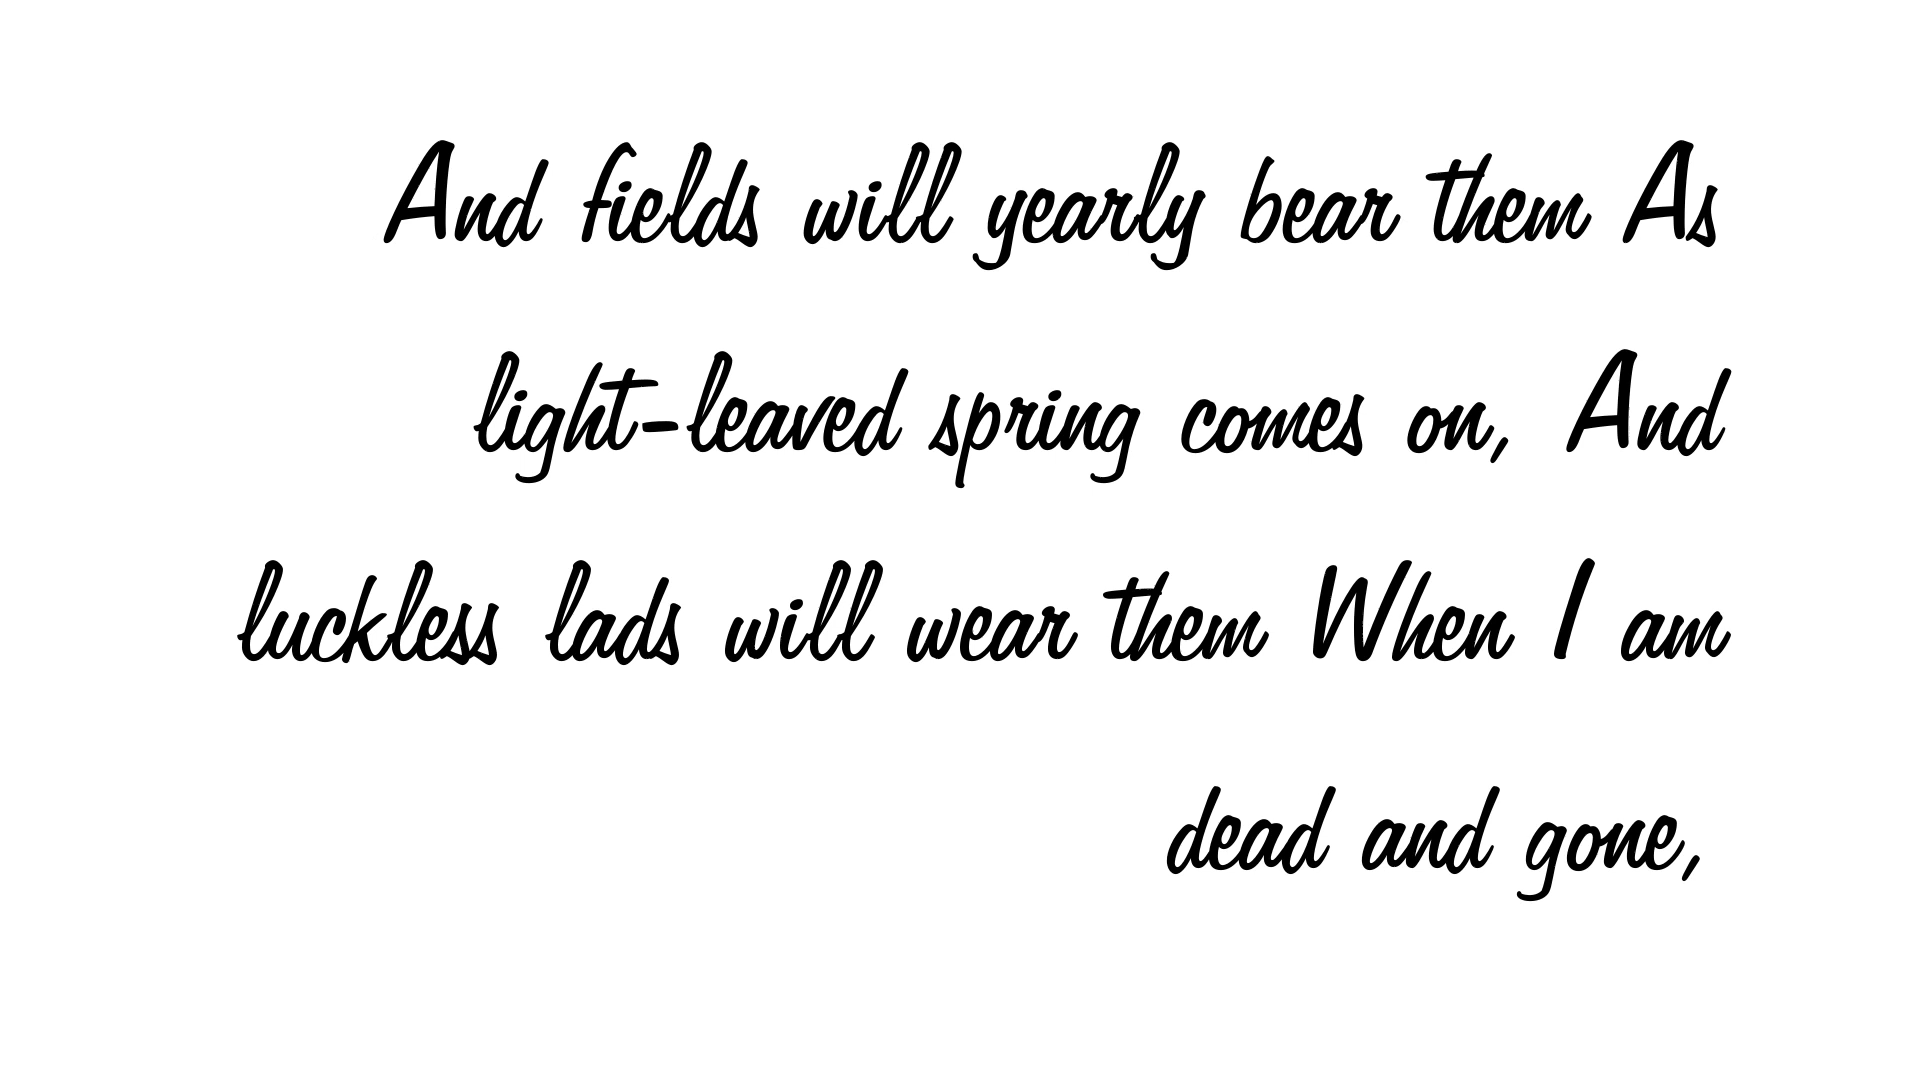 And fields will yearly bear them As
light-leaved spring comes on, And
luckless lads will wear them When I am
dead and gone,